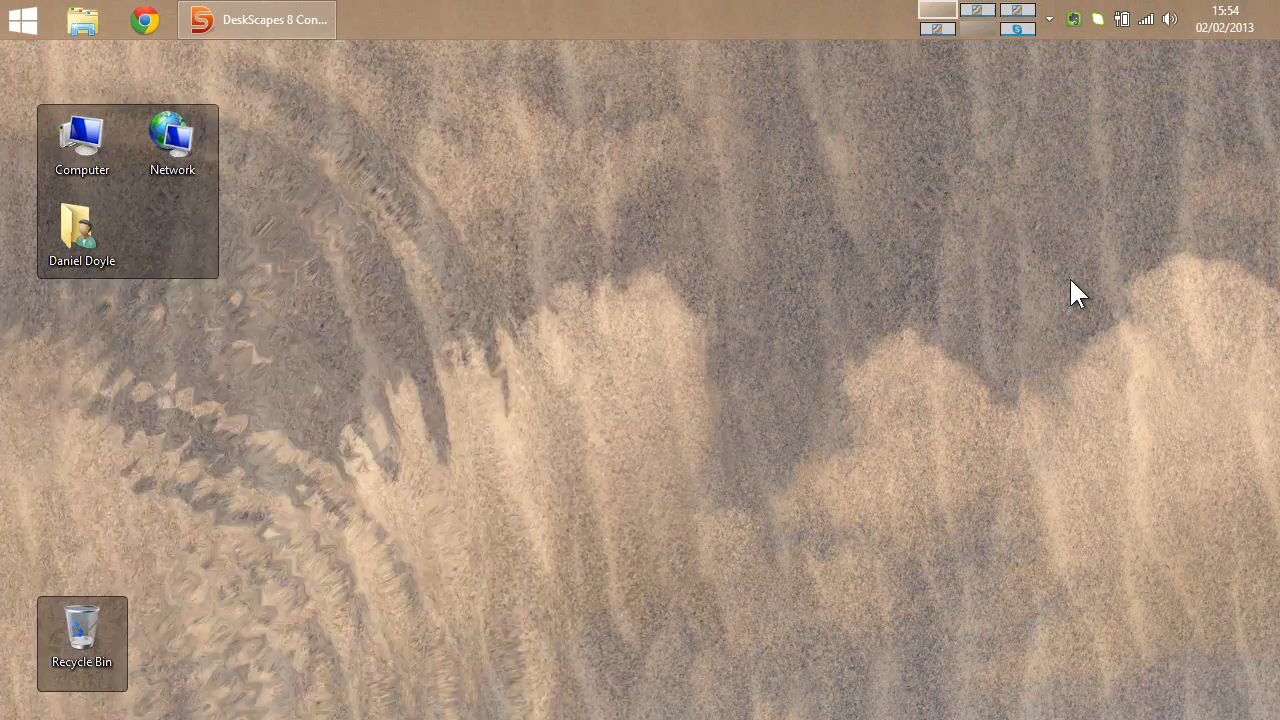 DeskScapes 8 Con...
15:54
02/02/2013
Computer
Network
Daniel Doyle
Recycle Bin